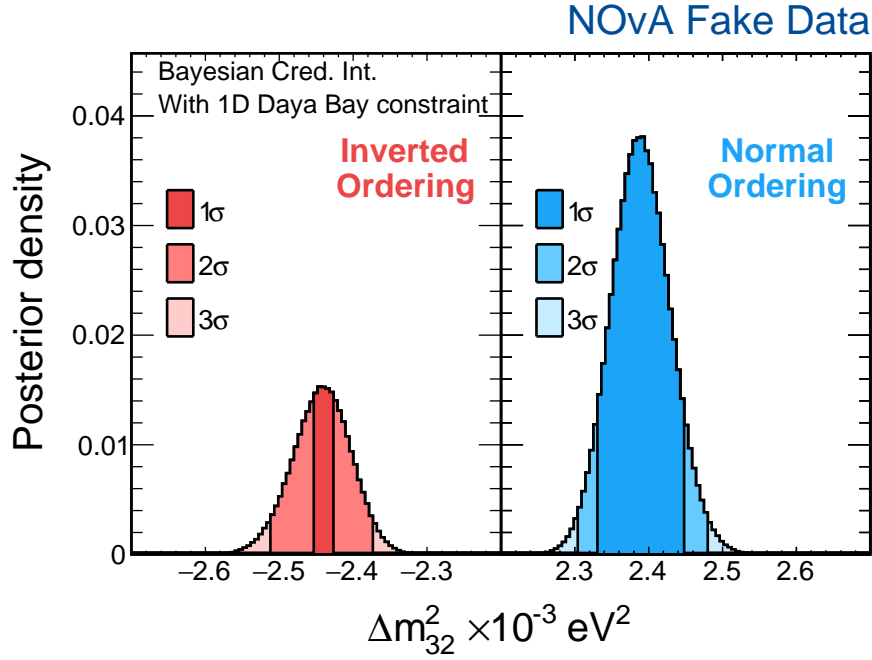 NOvA Fake Data
Bayesian Cred. Int.
With 1D Daya Bay constraint
Inverted
Ordering
Normal
Ordering
1σ
2σ
3σ
1σ
2σ
3σ
Posterior density
0.04
0.03
0.02
0.01
0
−2.6 −2.5 −2.4 −2.3 2.3 2.4 2.5 2.6
Δm²₃₂ ×10⁻³ eV²